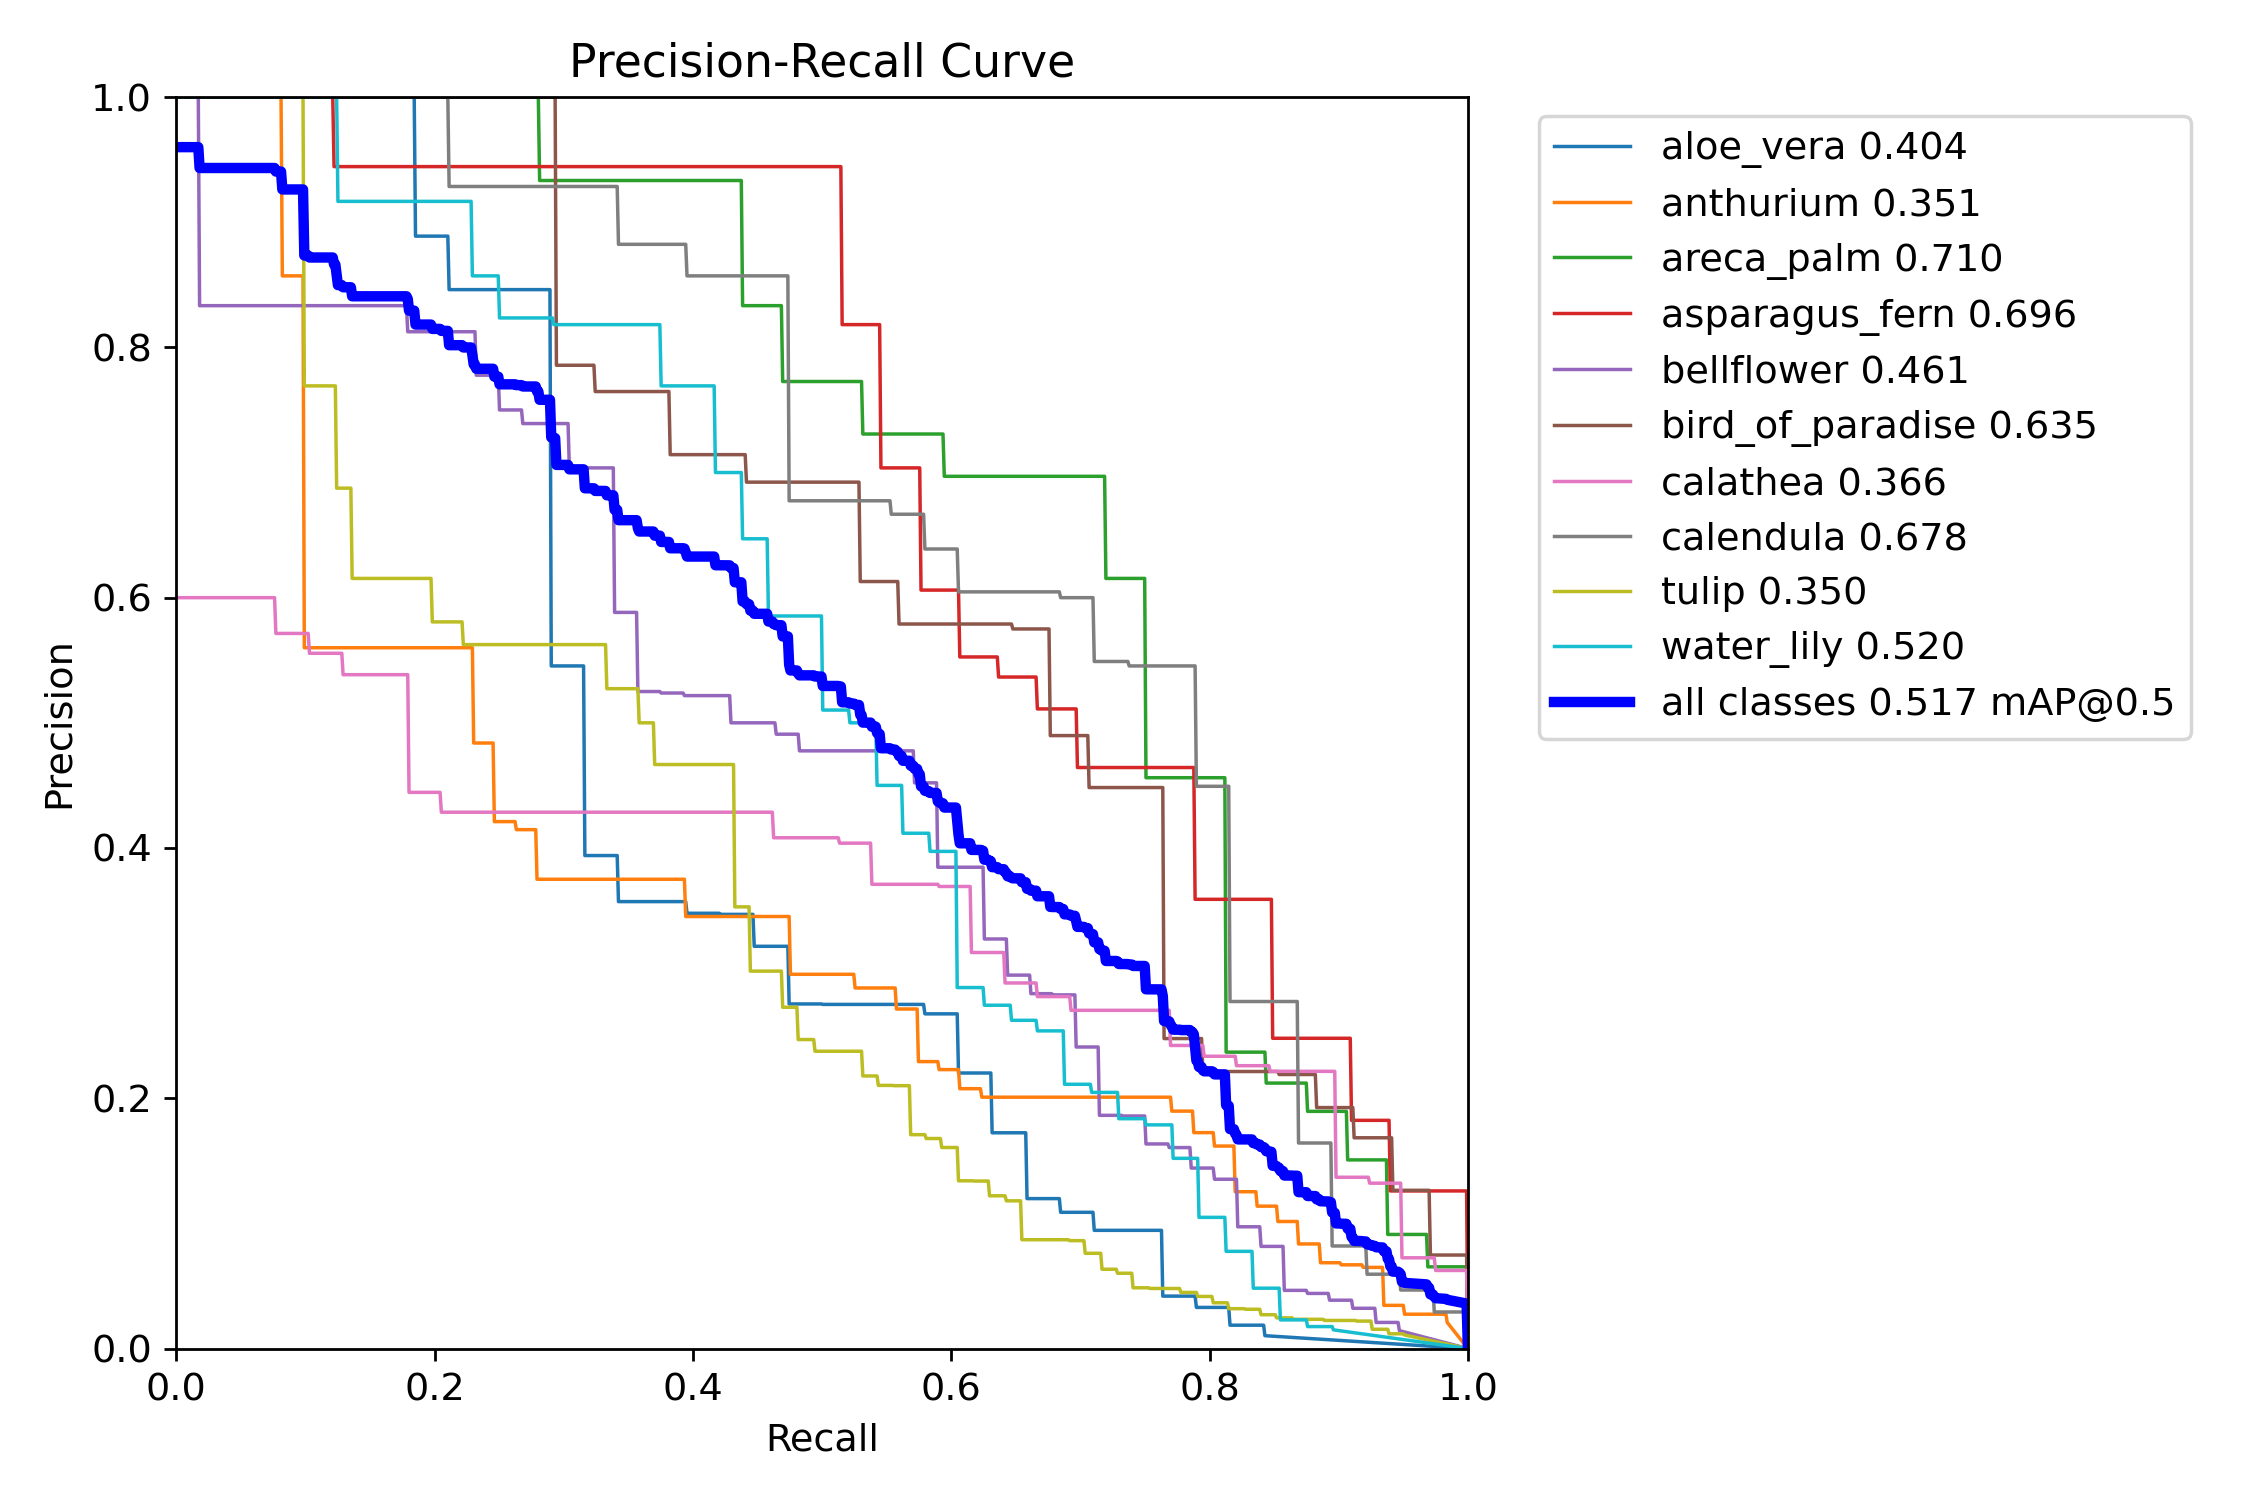 Precision-Recall Curve
1.0
0.8
0.6
0.4
0.2
0.0
Precision
0.0 0.2 0.4 0.6 0.8 1.0
Recall
aloe_vera 0.404
anthurium 0.351
areca_palm 0.710
asparagus_fern 0.696
bellflower 0.461
bird_of_paradise 0.635
calathea 0.366
calendula 0.678
tulip 0.350
water_lily 0.520
all classes 0.517 mAP@0.5